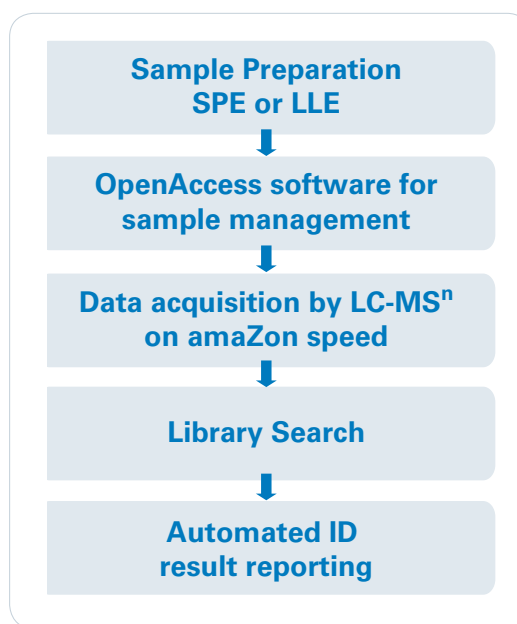 Sample Preparation
SPE or LLE
OpenAccess software for
sample management
Data acquisition by LC-MSⁿ
on amaZon speed
Library Search
Automated ID
result reporting